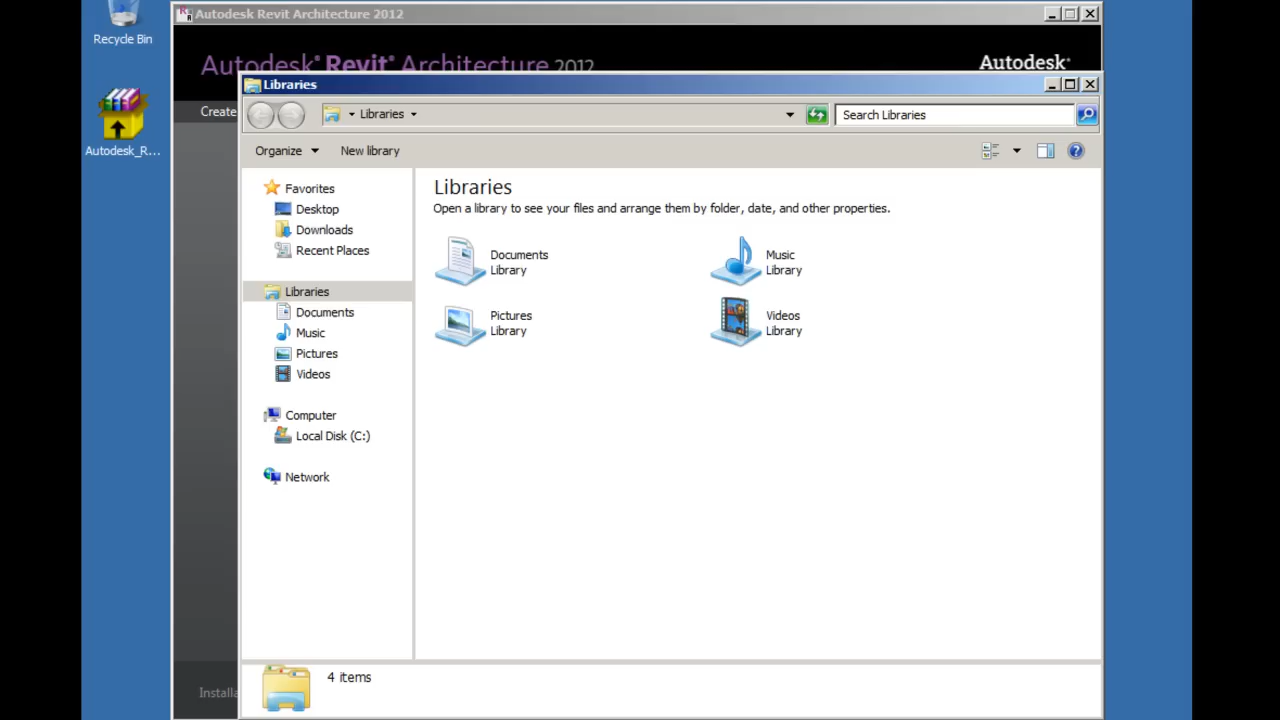 Recycle Bin
Autodesk_R...
Autodesk Revit Architecture 2012
Autodesk® Revit® Architecture 2012
Autodesk®
Create
Libraries
Libraries
Search Libraries
Organize
New library
Favorites
Desktop
Downloads
Recent Places
Libraries
Documents
Music
Pictures
Videos
Computer
Local Disk (C:)
Network
Libraries
Open a library to see your files and arrange them by folder, date, and other properties.
Documents
Library
Music
Library
Pictures
Library
Videos
Library
4 items
Installa